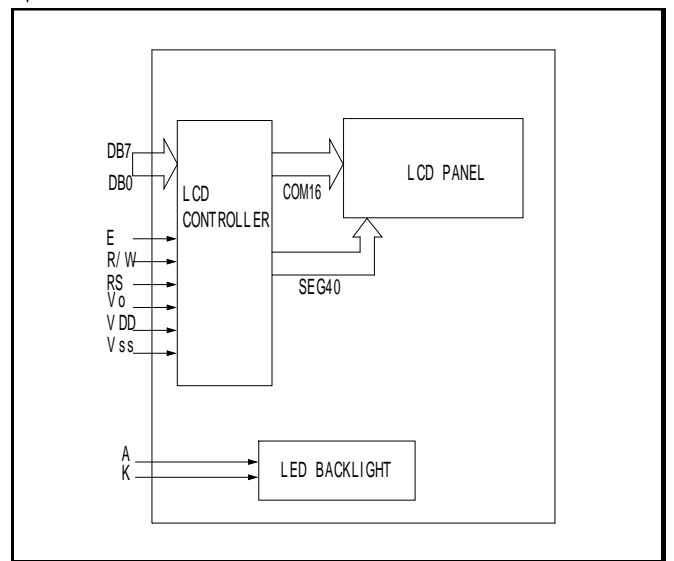 DB7
DB0
LCD
CONTROLLER
COM16
LCD PANEL
E
R/W
RS
Vo
VDD
Vss
SEG40
A
K
LED BACKLIGHT